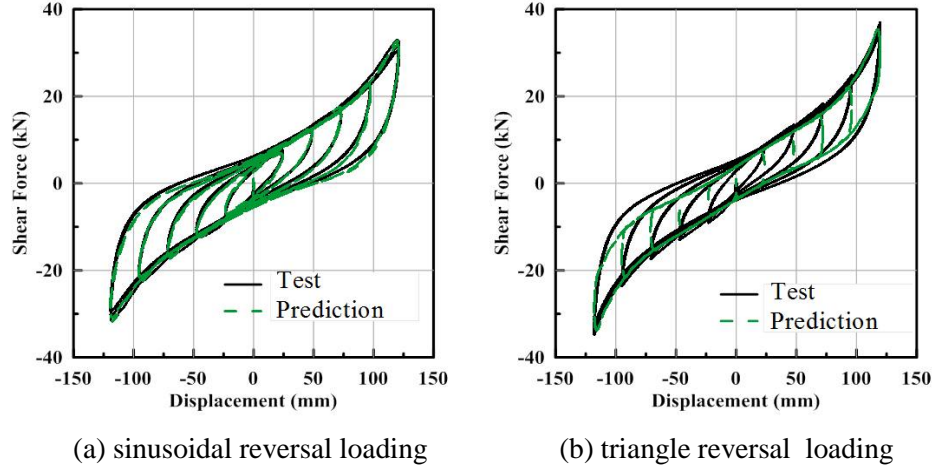 40
20
0
-20
-40
Shear Force (kN)
Test
Prediction
-150 -100 -50 0 50 100 150
Displacement (mm)
(a) sinusoidal reversal loading
40
20
0
-20
-40
Shear Force (kN)
Test
Prediction
-150 -100 -50 0 50 100 150
Displacement (mm)
(b) triangle reversal loading